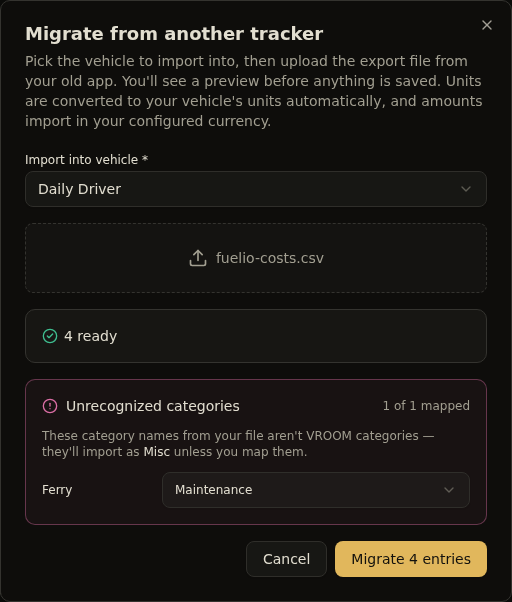 Migrate from another tracker
Pick the vehicle to import into, then upload the export file from
your old app. You'll see a preview before anything is saved. Units
are converted to your vehicle's units automatically, and amounts
import in your configured currency.
Import into vehicle *
Daily Driver
fuelio-costs.csv
4 ready
Unrecognized categories
1 of 1 mapped
These category names from your file aren't VROOM categories —
they'll import as Misc unless you map them.
Ferry
Maintenance
Cancel
Migrate 4 entries